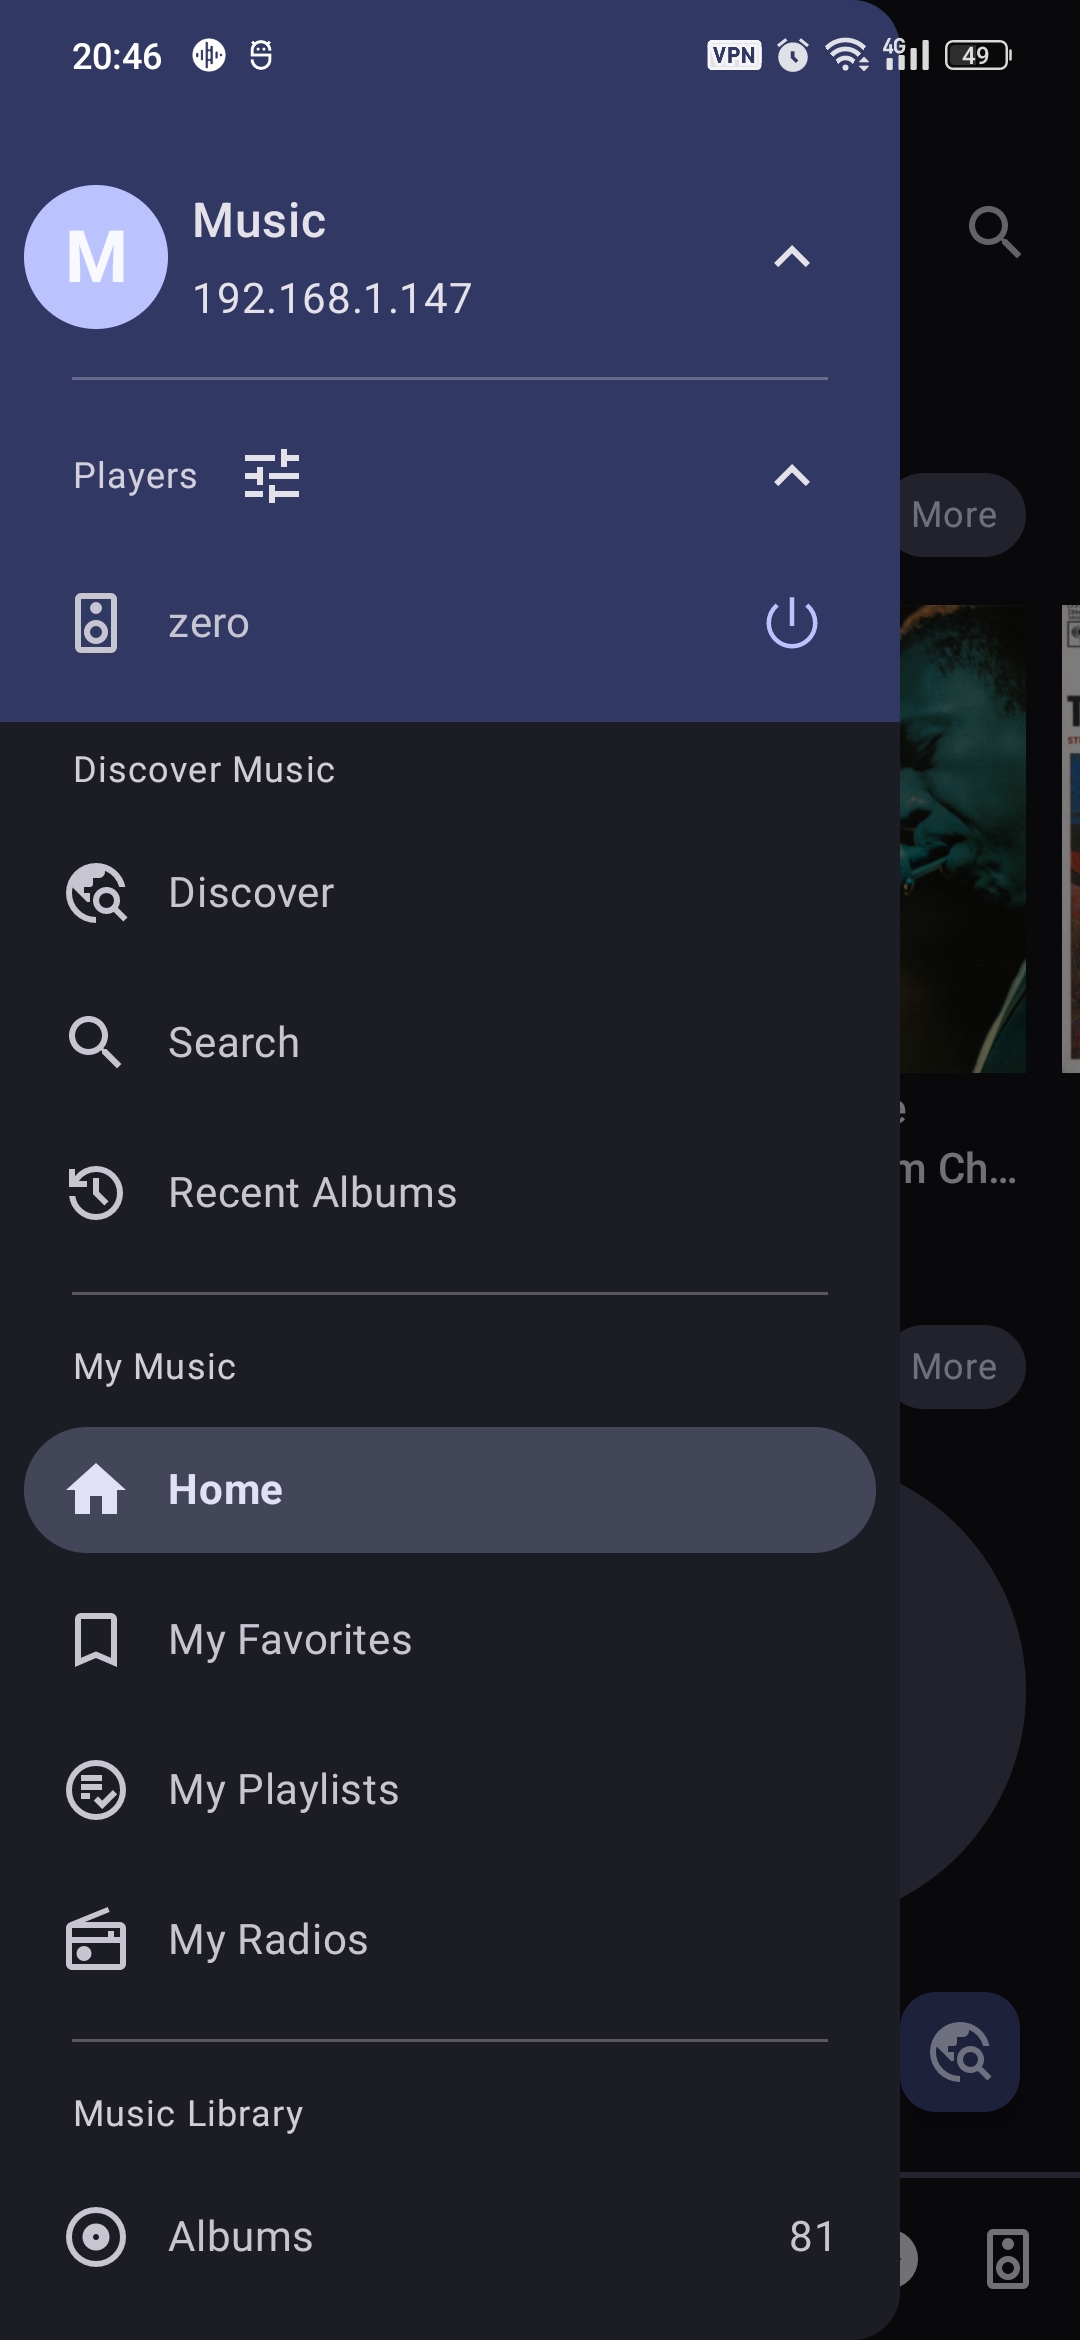 20:46
VPN
4G
49
M
Music
192.168.1.147
Players
More
zero
Discover Music
Discover
Search
m Ch…
Recent Albums
My Music
More
Home
My Favorites
My Playlists
My Radios
Music Library
Albums
81